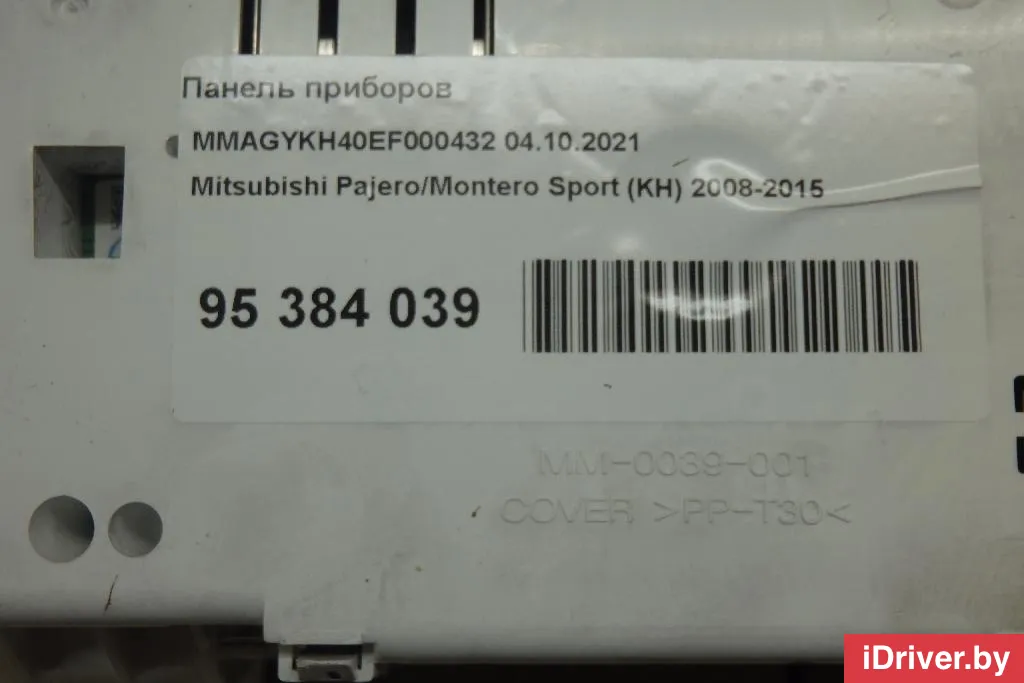 Панель приборов
MMAGYKH40EF000432 04.10.2021
Mitsubishi Pajero/Montero Sport (KH) 2008-2015
95 384 039
MM-0039-001
COVER >PP-T30<
iDriver.by